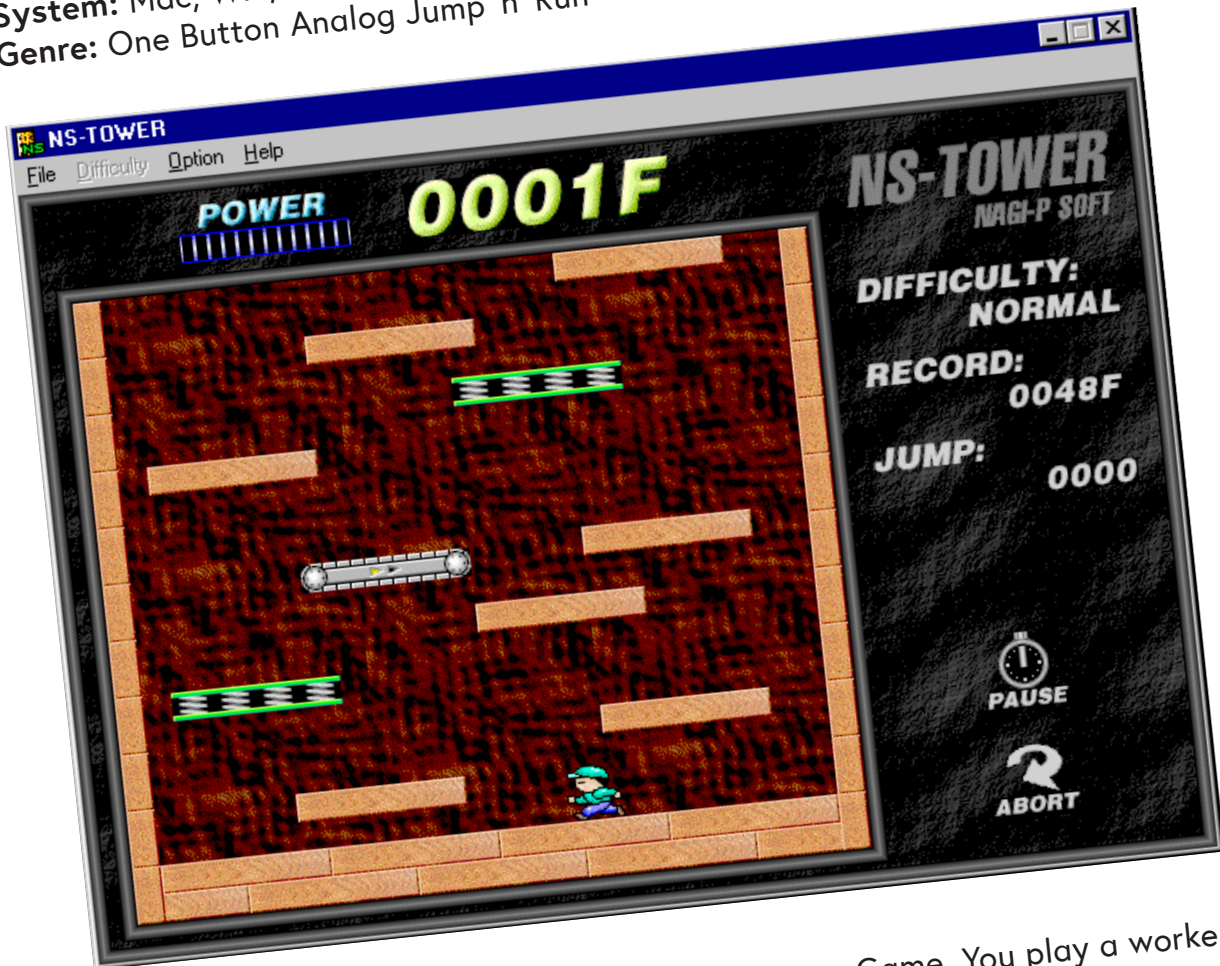 System: Mac,
Genre: One Button Analog Jump 'n' Run
NS-TOWER
File Difficulty Option Help
POWER
0001F
NS-TOWER
NAGI-P SOFT
DIFFICULTY:
NORMAL
RECORD:
0048F
JUMP:
0000
PAUSE
ABORT
Game. You play a worke